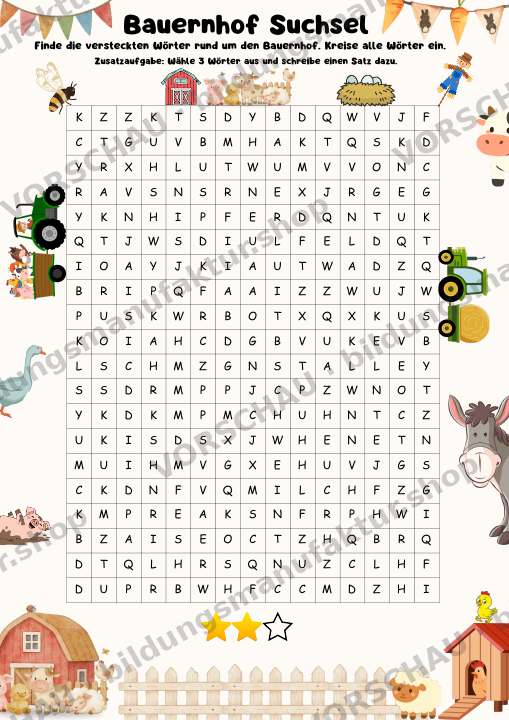 Bauernhof Suchsel
Finde die versteckten Wörter rund um den Bauernhof. Kreise alle Wörter ein.
Zusatzaufgabe: Wähle 3 Wörter aus und schreibe einen Satz dazu.
K Z Z K T S D Y B D Q W V J F
C T G U V B M H A K T Q S K D
Y R X H L U T W U M V V O N C
R A V S N S R N E X J R G E G
Y K N H I P F E R D Q N T U K
Q T J W S D I U L F E L D Q T
I O A Y J K I A U T W A D Z Q
B R I P Q F A A I Z Z W U J W
P U S K W R B O T X Q X K U S
K O I A H C D G B V U K E V B
L S C H M Z G N S T A L L E Y
S S D R M P P J C P Z W N O T
Y K D K M P M C H U H N T C Z
U K I S D S X J W H E N E T N
M U I H M V G X E H U V J G S
C K D N F V Q M I L C H F Z G
K M P R E A K S N F R P H W I
B Z A I S E O C T Z H Q B R Q
D T Q L H R S Q N U Z C L H F
D U P R B W H F C C M D Z H I
VORSCHAU - bildungsmanufaktur.shop